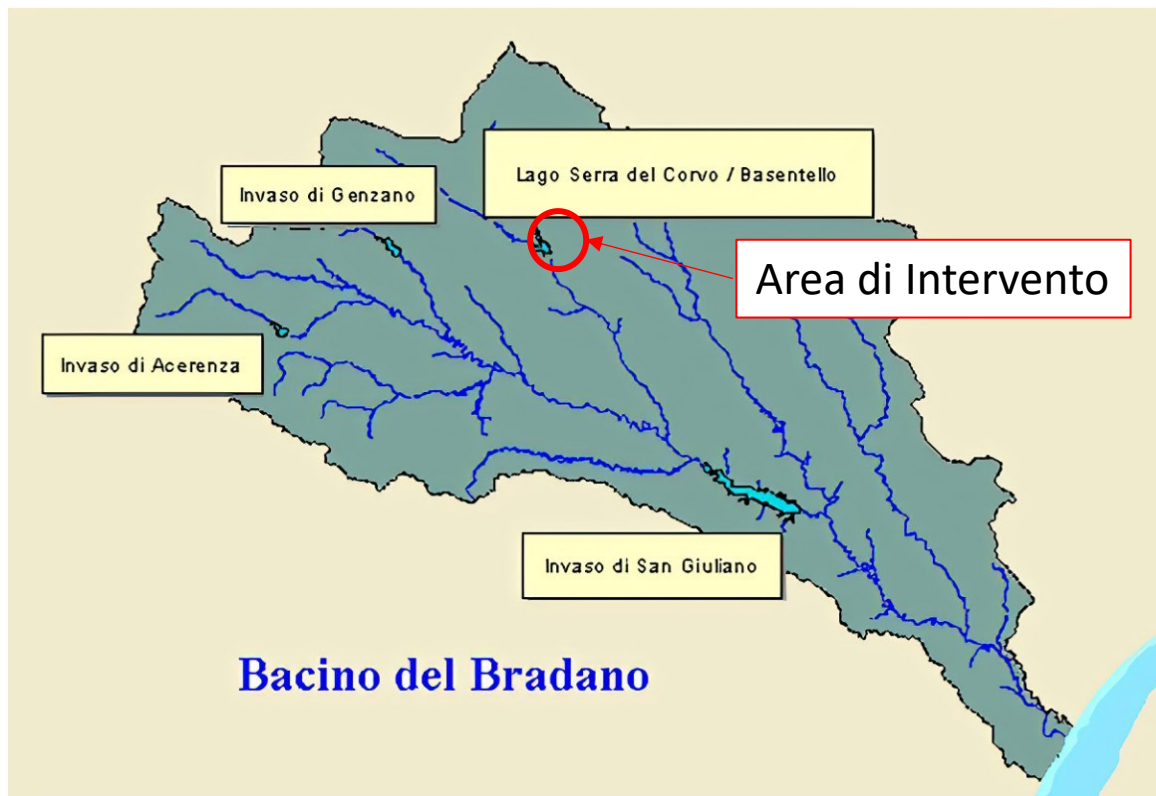 Lago Serra del Corvo / Basentello
Invaso di Genzano
Area di Intervento
Invaso di Acerenza
Invaso di San Giuliano
Bacino del Bradano